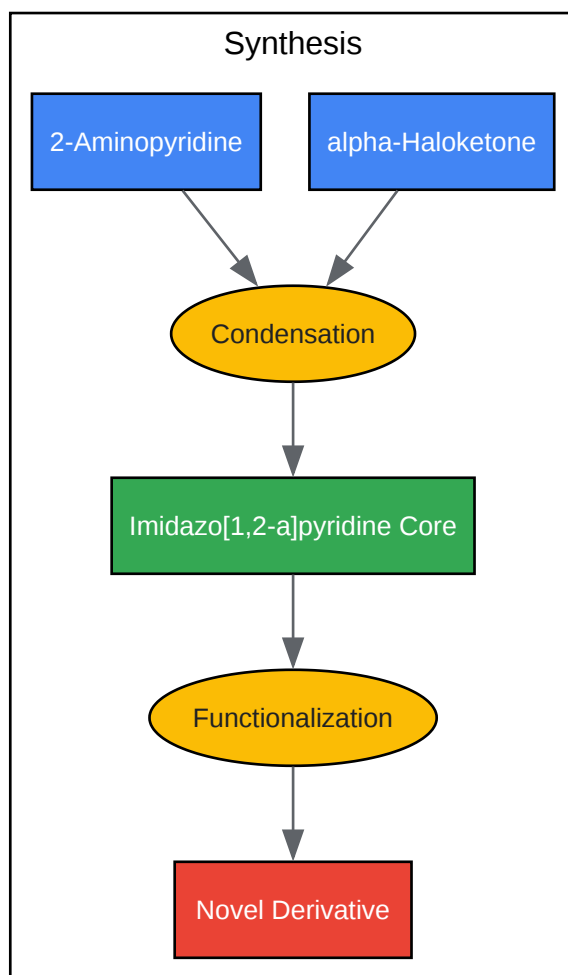 Synthesis
2-Aminopyridine
alpha-Haloketone
Condensation
Imidazo[1,2-a]pyridine Core
Functionalization
Novel Derivative